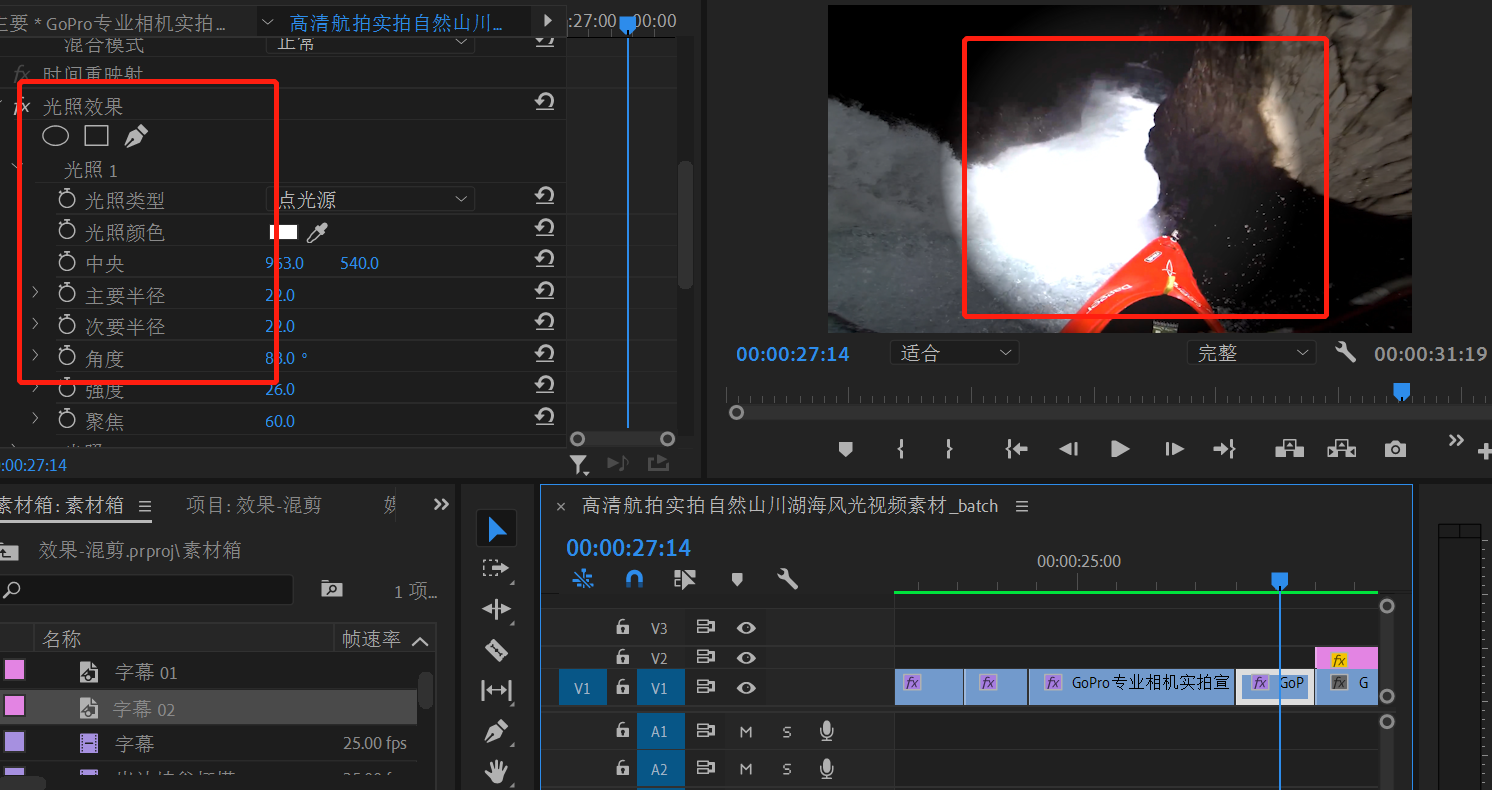 主要 * GoPro专业相机实拍...
高清航拍实拍自然山川...
:27:00
00:00
混合模式
正常
fx 时间重映射
fx 光照效果
光照 1
光照类型
点光源
光照颜色
中央
953.0 540.0
主要半径
22.0
次要半径
22.0
角度
88.0 °
强度
26.0
聚焦
60.0
:00:27:14
00:00:27:14
适合
完整
00:00:31:19
素材箱: 素材箱
项目: 效果-混剪
效果-混剪.prproj\素材箱
1 项...
名称
帧速率
字幕 01
字幕 02
字幕
25.00 fps
× 高清航拍实拍自然山川湖海风光视频素材_batch
00:00:27:14
00:00:25:00
V3
V2
fx
V1 V1
fx
fx
fx GoPro专业相机实拍宣
fx GoP
fx G
A1 M S
A2 M S